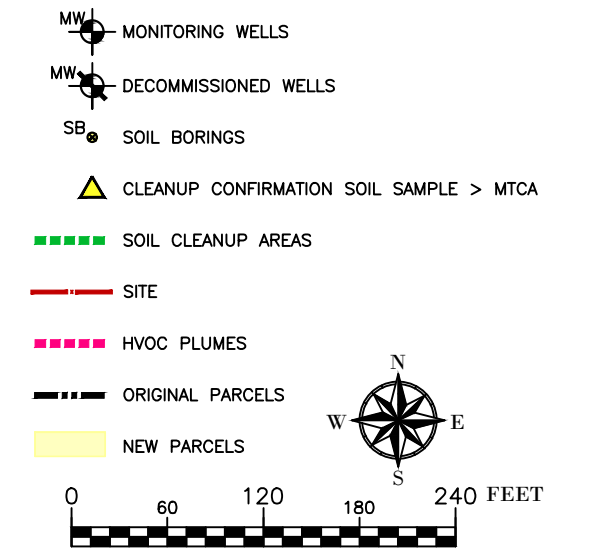 MW MONITORING WELLS
MW DECOMMISSIONED WELLS
SB SOIL BORINGS
CLEANUP CONFIRMATION SOIL SAMPLE > MTCA
SOIL CLEANUP AREAS
SITE
HVOC PLUMES
N
ORIGINAL PARCELS
W E
NEW PARCELS
S
0 60 120 180 240 FEET